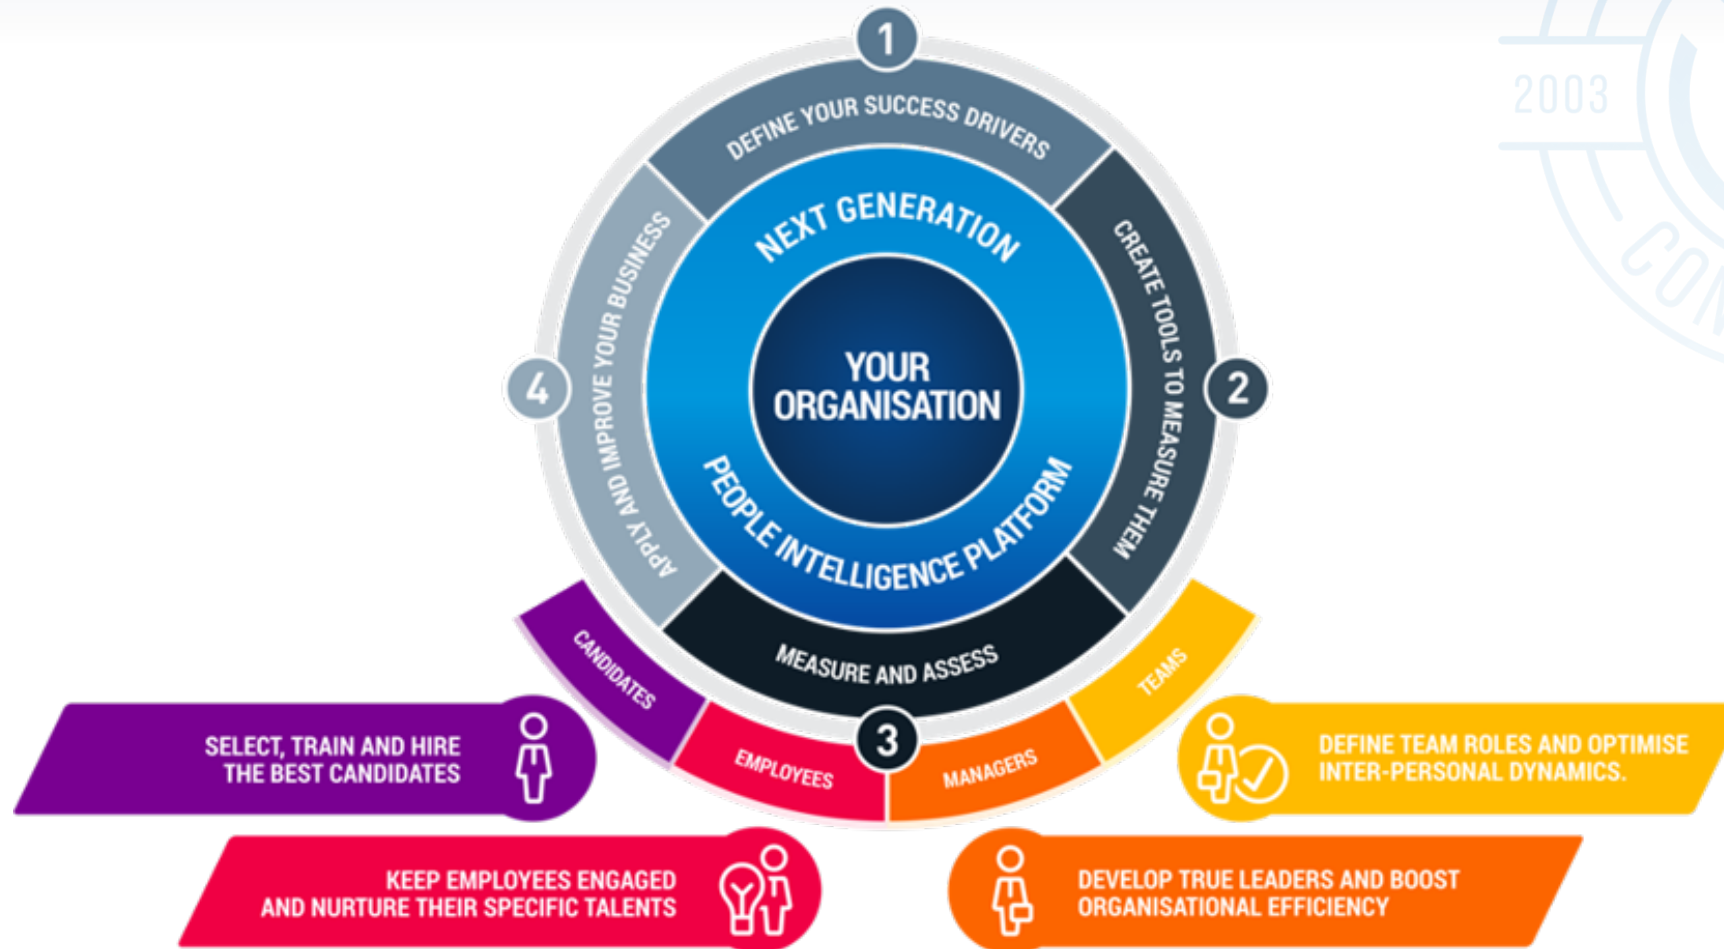 1
DEFINE YOUR SUCCESS DRIVERS
2003
NEXT GENERATION
CREATE TOOLS TO MEASURE THEM
2
YOUR
ORGANISATION
4
APPLY AND IMPROVE YOUR BUSINESS
PEOPLE INTELLIGENCE PLATFORM
MEASURE AND ASSESS
3
CANDIDATES
EMPLOYEES
MANAGERS
TEAMS
SELECT, TRAIN AND HIRE
THE BEST CANDIDATES
DEFINE TEAM ROLES AND OPTIMISE
INTER-PERSONAL DYNAMICS.
KEEP EMPLOYEES ENGAGED
AND NURTURE THEIR SPECIFIC TALENTS
DEVELOP TRUE LEADERS AND BOOST
ORGANISATIONAL EFFICIENCY